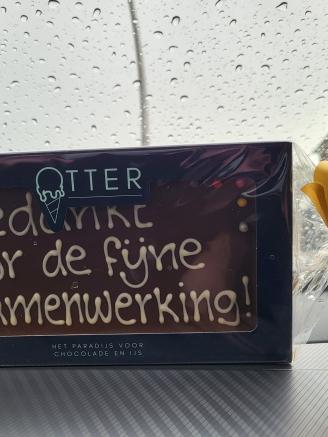 OTTER
edankt
or de fijne
amenwerking!
HET PARADIJS VOOR
CHOCOLADE EN IJS